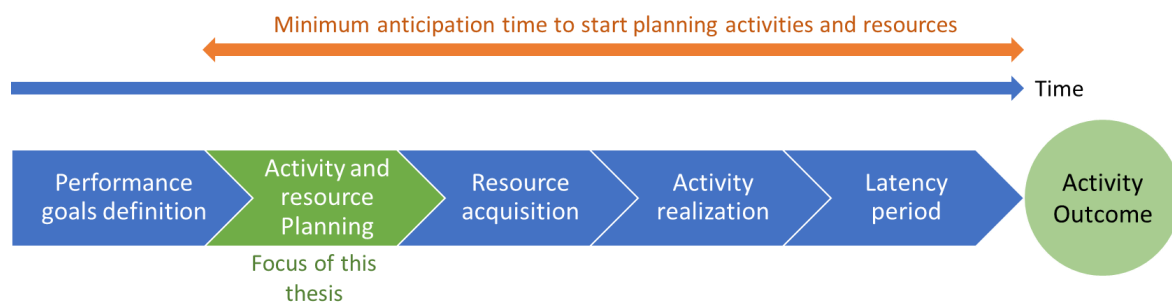 Minimum anticipation time to start planning activities and resources
Time
Performance
goals definition
Activity and
resource
Planning
Resource
acquisition
Activity
realization
Latency
period
Activity
Outcome
Focus of this
thesis